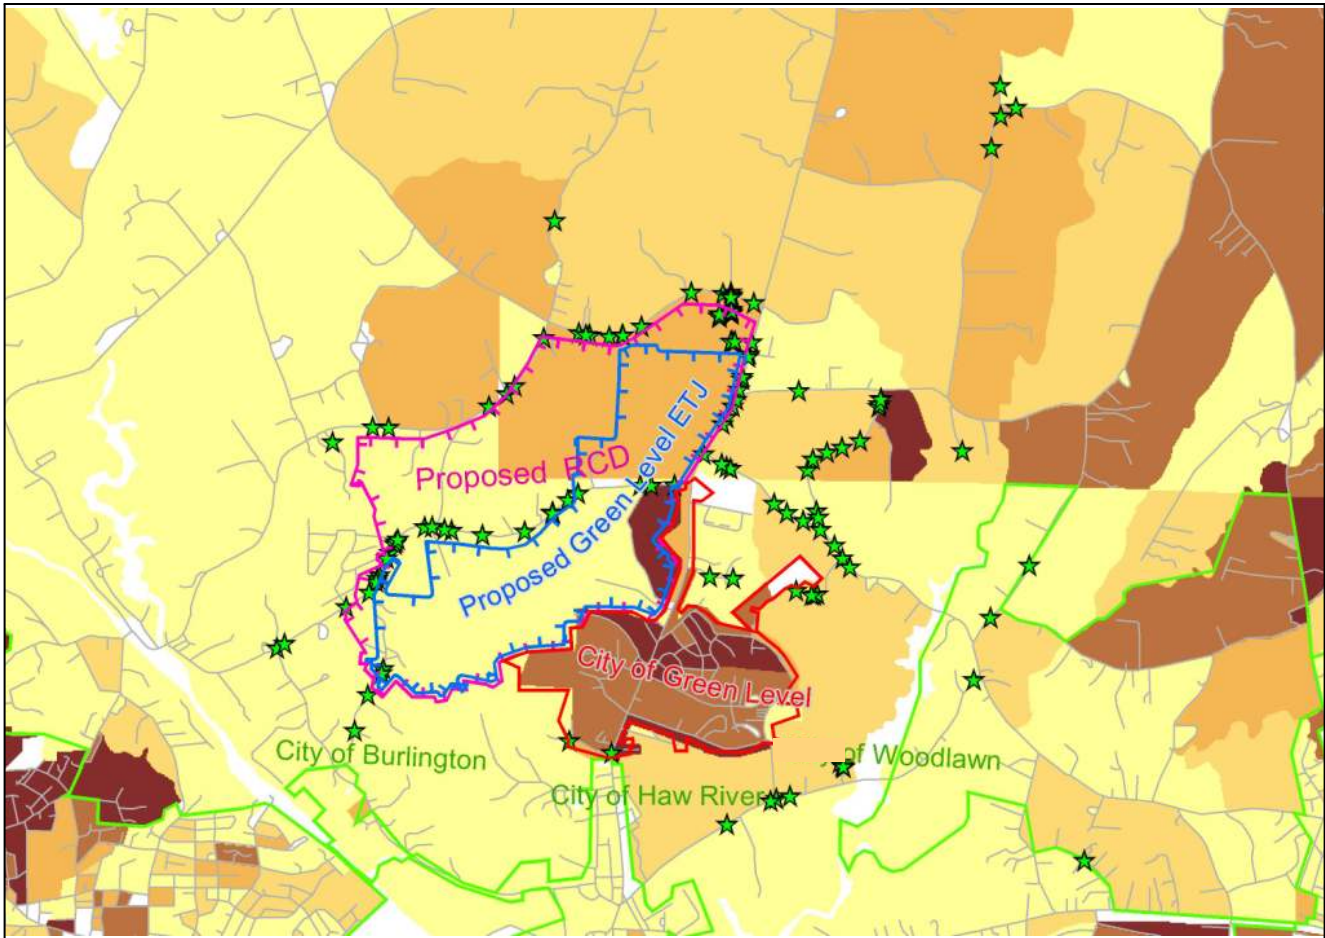 Proposed RCD
Proposed Green Level ETJ
City of Green Level
City of Burlington
of Woodlawn
City of Haw River